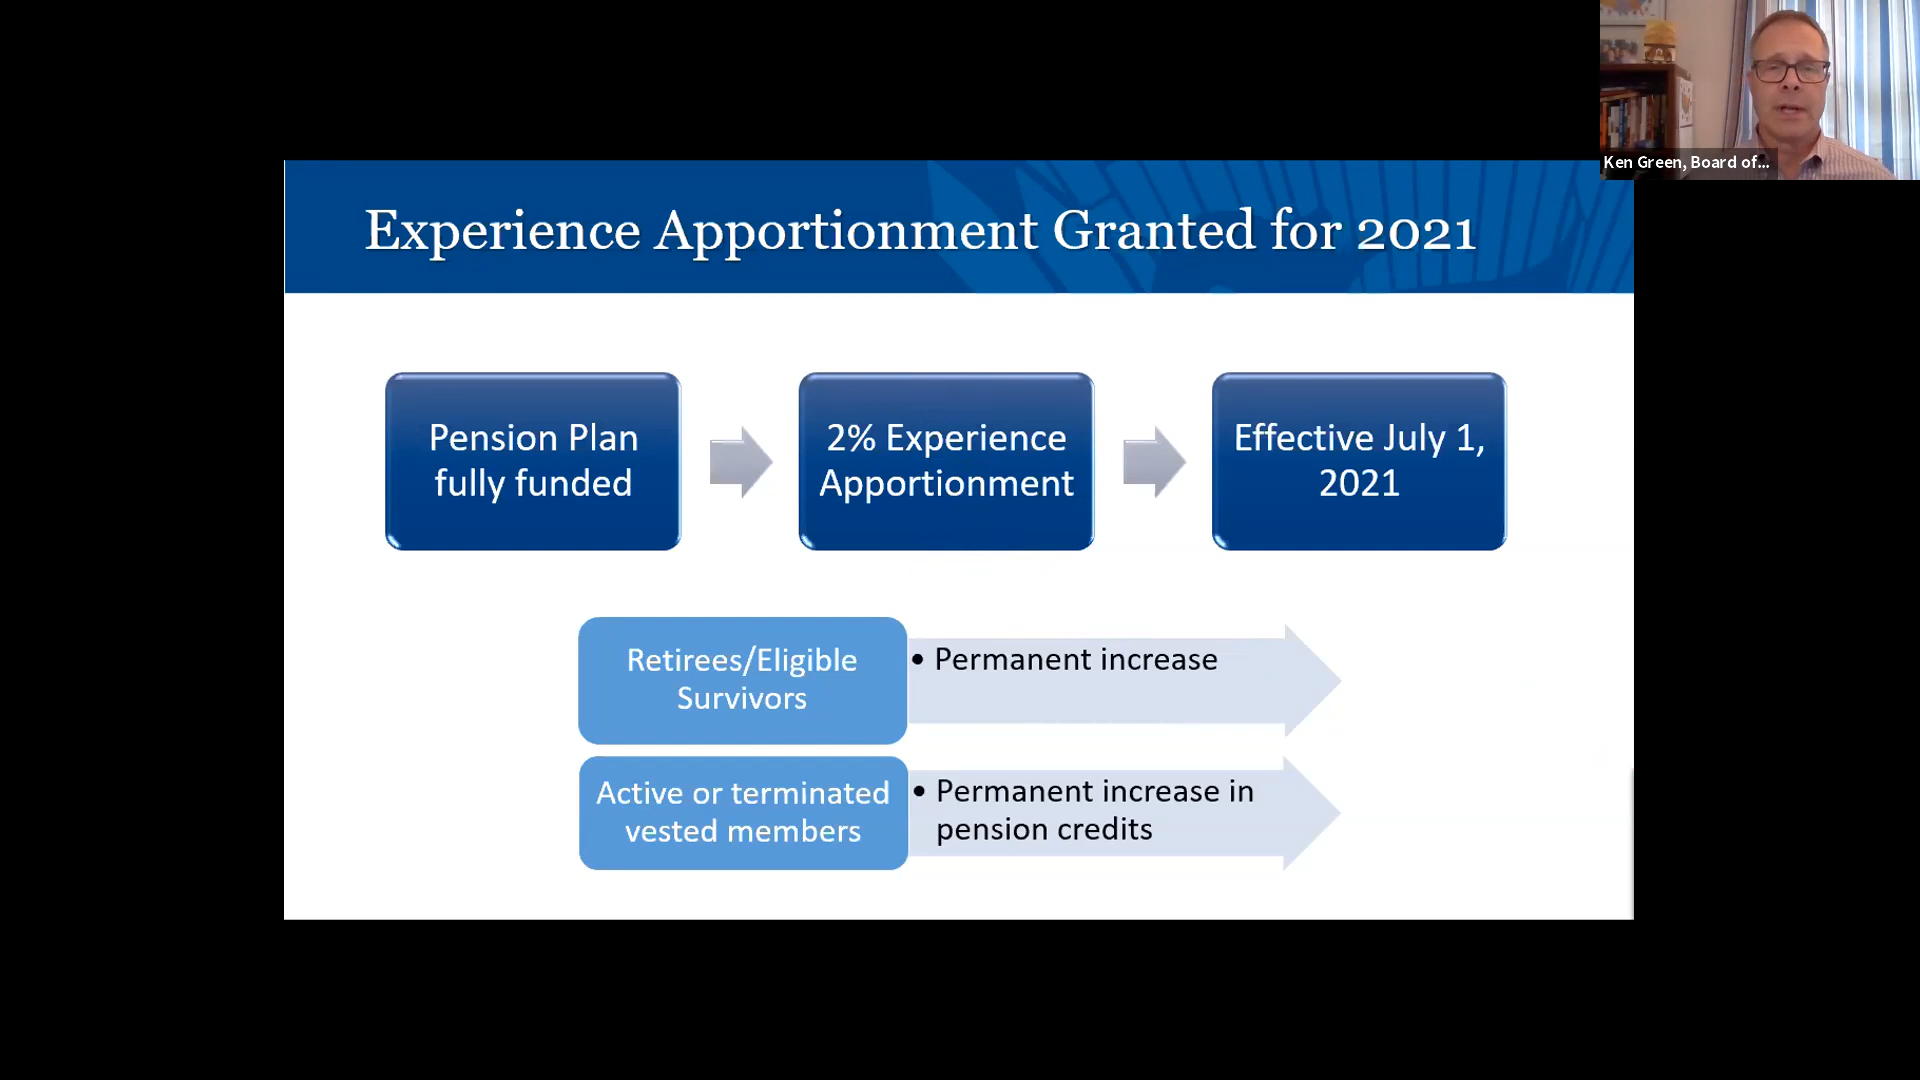 Ken Green, Board of...
Experience Apportionment Granted for 2021
Pension Plan
fully funded
2% Experience
Apportionment
Effective July 1,
2021
Retirees/Eligible
Survivors
• Permanent increase
Active or terminated
vested members
• Permanent increase in
pension credits